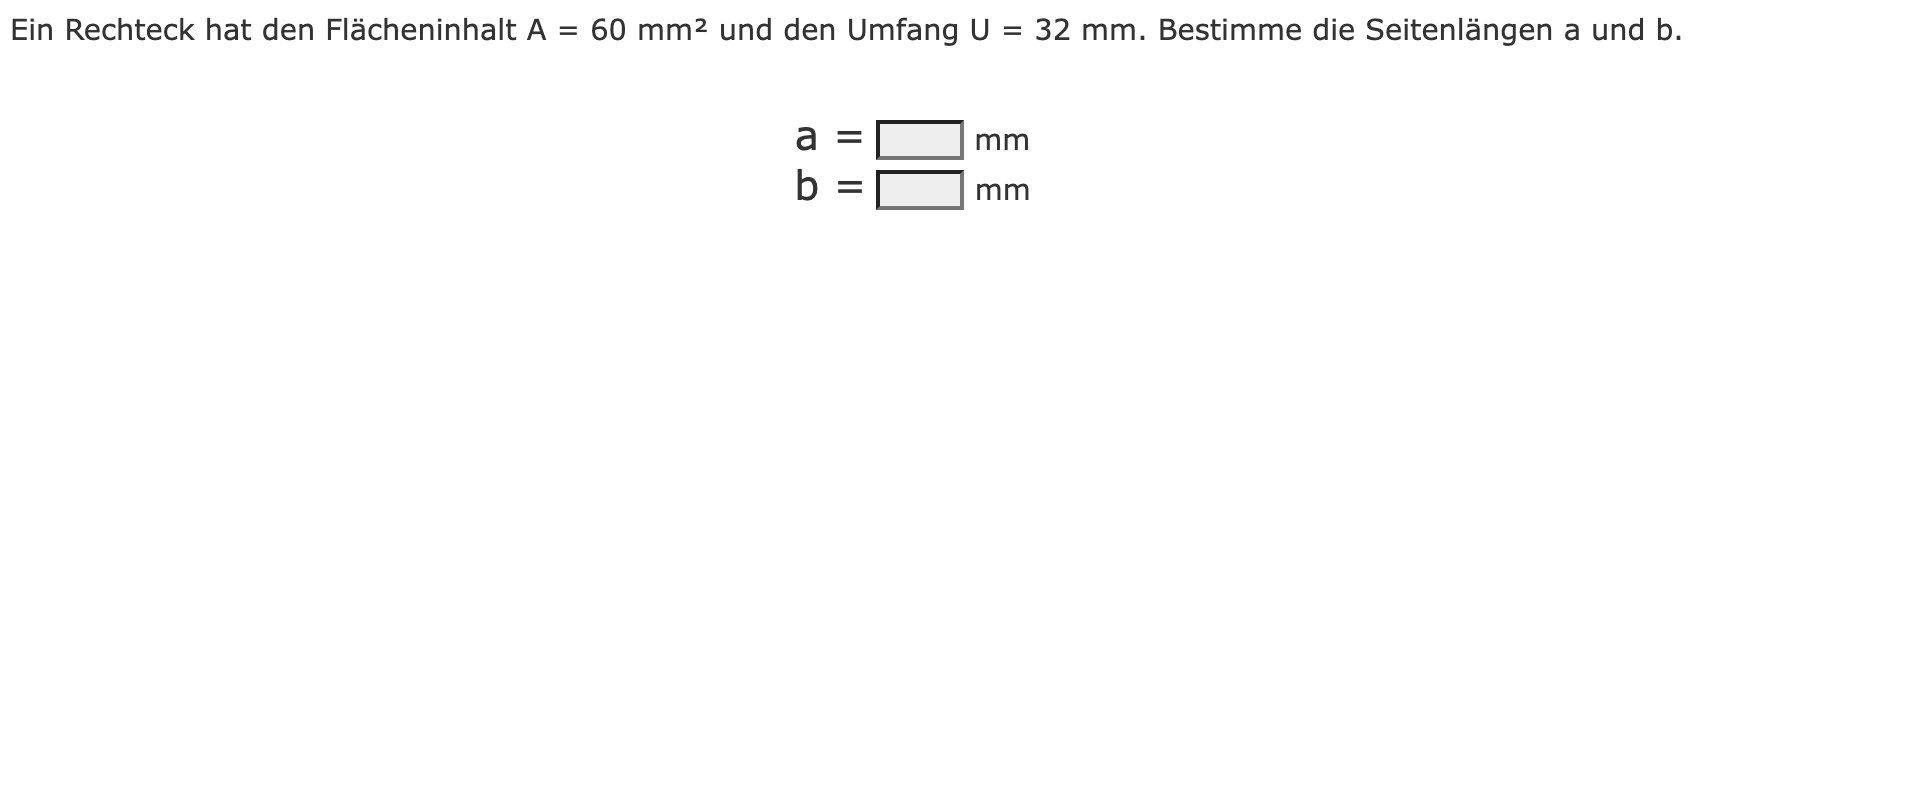 Ein Rechteck hat den Flächeninhalt A = 60 mm² und den Umfang U = 32 mm. Bestimme die Seitenlängen a und b.
a = mm
b = mm